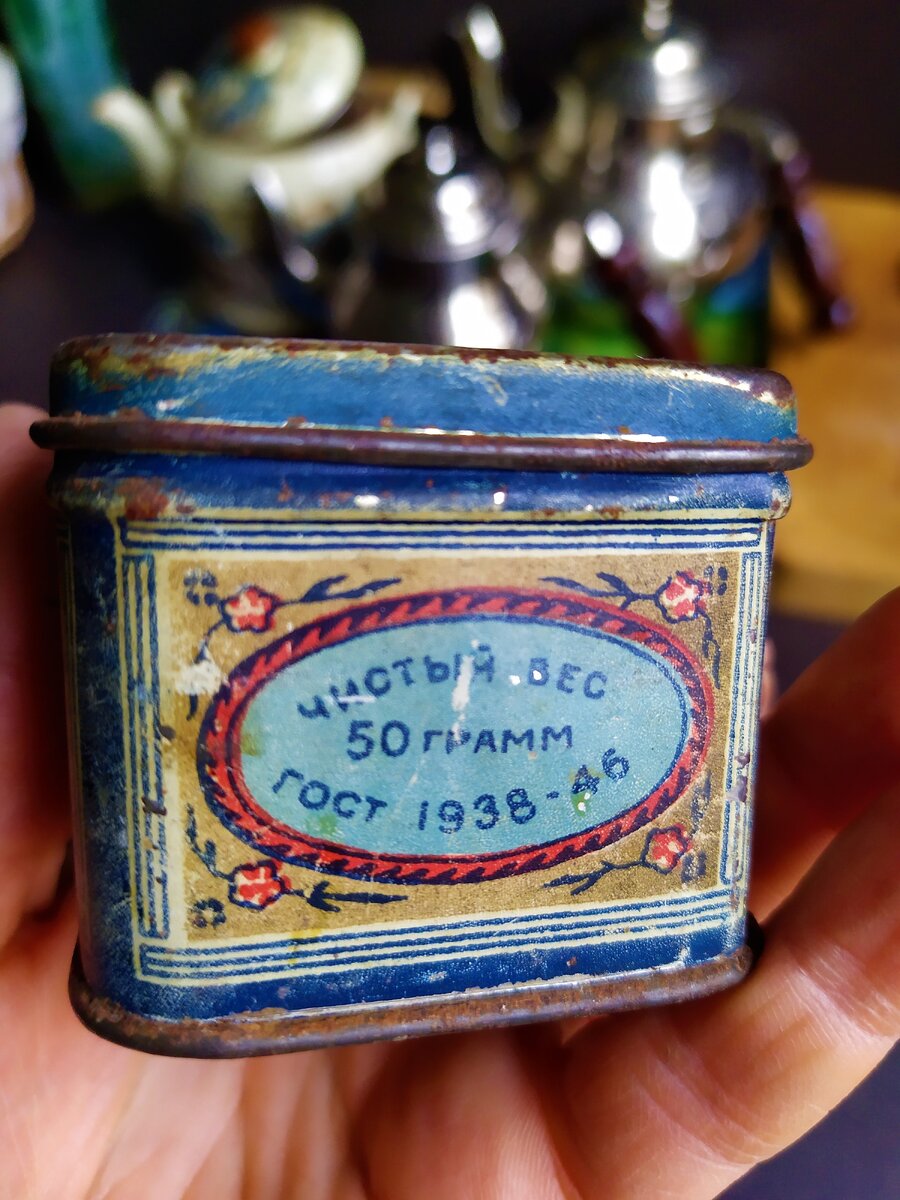 ЧИСТЫЙ ВЕС
50 ГРАММ
ГОСТ 1938-46